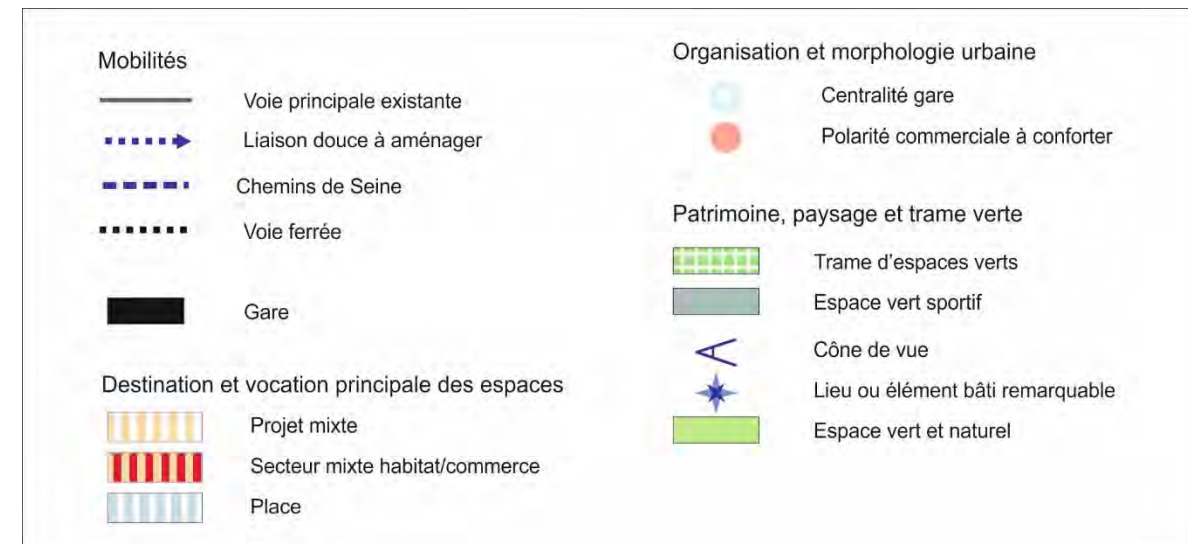 Mobilités
Voie principale existante
Liaison douce à aménager
Chemins de Seine
Voie ferrée
Gare
Destination et vocation principale des espaces
Projet mixte
Secteur mixte habitat/commerce
Place
Organisation et morphologie urbaine
Centralité gare
Polarité commerciale à conforter
Patrimoine, paysage et trame verte
Trame d'espaces verts
Espace vert sportif
Cône de vue
Lieu ou élément bâti remarquable
Espace vert et naturel